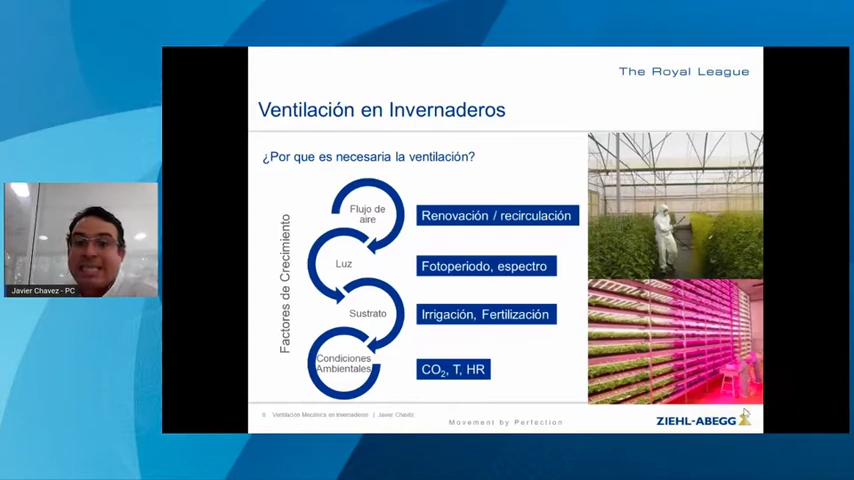 The Royal League
Ventilación en Invernaderos
¿Por que es necesaria la ventilación?
Factores de Crecimiento
Flujo de
aire
Renovación / recirculación
Luz
Fotoperiodo, espectro
Sustrato
Irrigación, Fertilización
Condiciones
Ambientales
CO₂, T, HR
Javier Chavez - PC
Ventilación Mecánica en Invernaderos | Javier Chavez
Movement by Perfection
ZIEHL-ABEGG